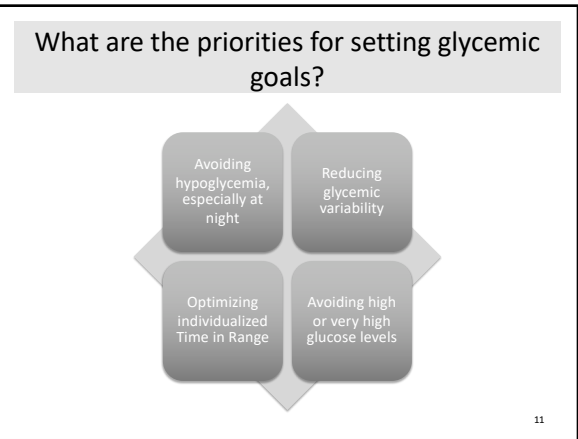 What are the priorities for setting glycemic
goals?
Avoiding
hypoglycemia,
especially at
night
Reducing
glycemic
variability
Optimizing
individualized
Time in Range
Avoiding high
or very high
glucose levels
11